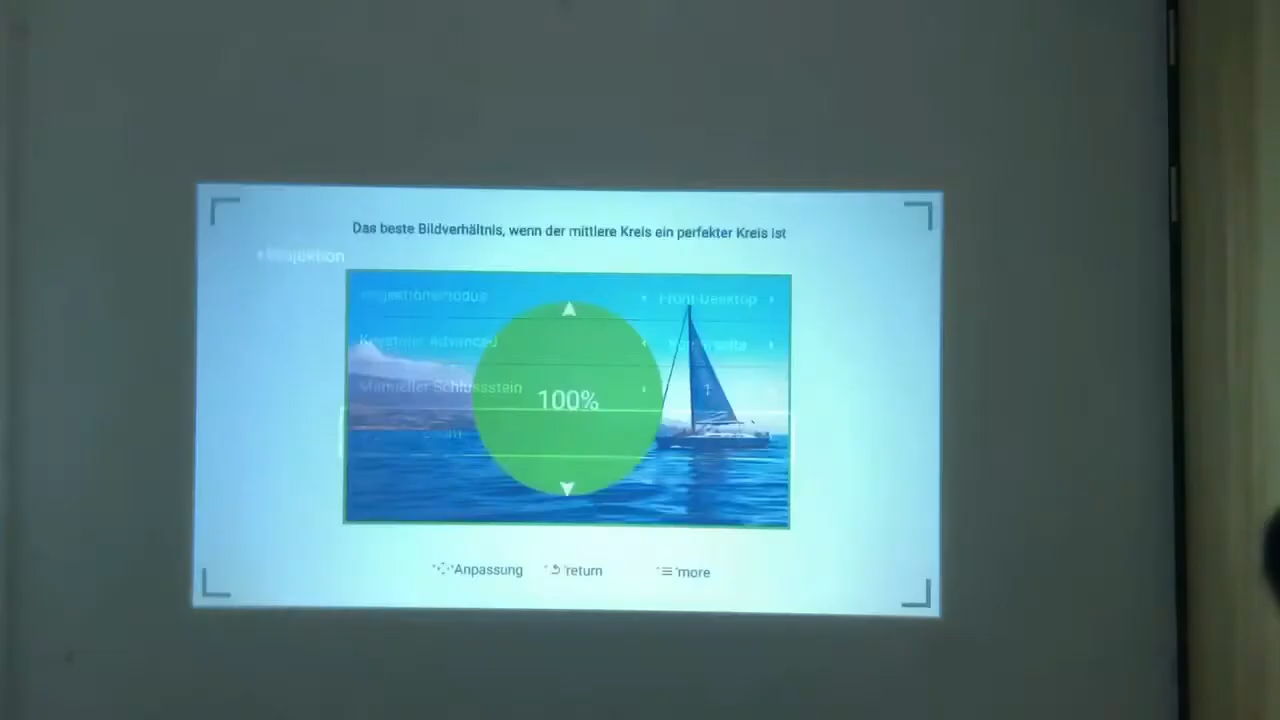 Das beste Bildverhältnis, wenn der mittlere Kreis ein perfekter Kreis ist
Projektion
Projektionsmodus Front-Desktop
Keystone Advanced
Manueller Schlussstein 1
100%
Anpassung return more